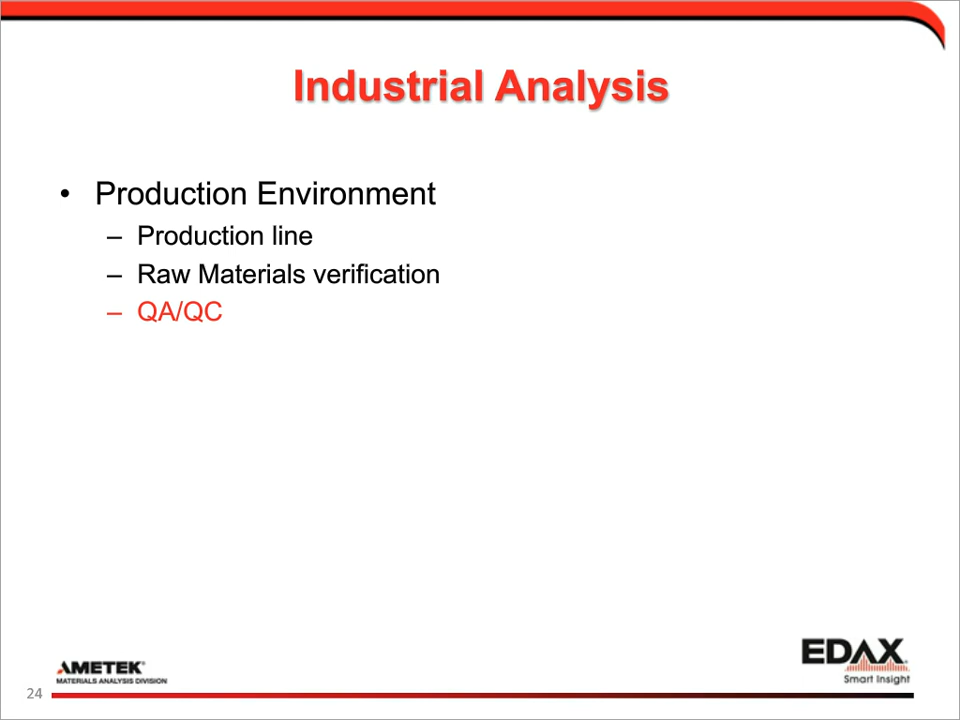 Industrial Analysis
• Production Environment
– Production line
– Raw Materials verification
– QA/QC
AMETEK®
MATERIALS ANALYSIS DIVISION
EDAX
Smart Insight
24